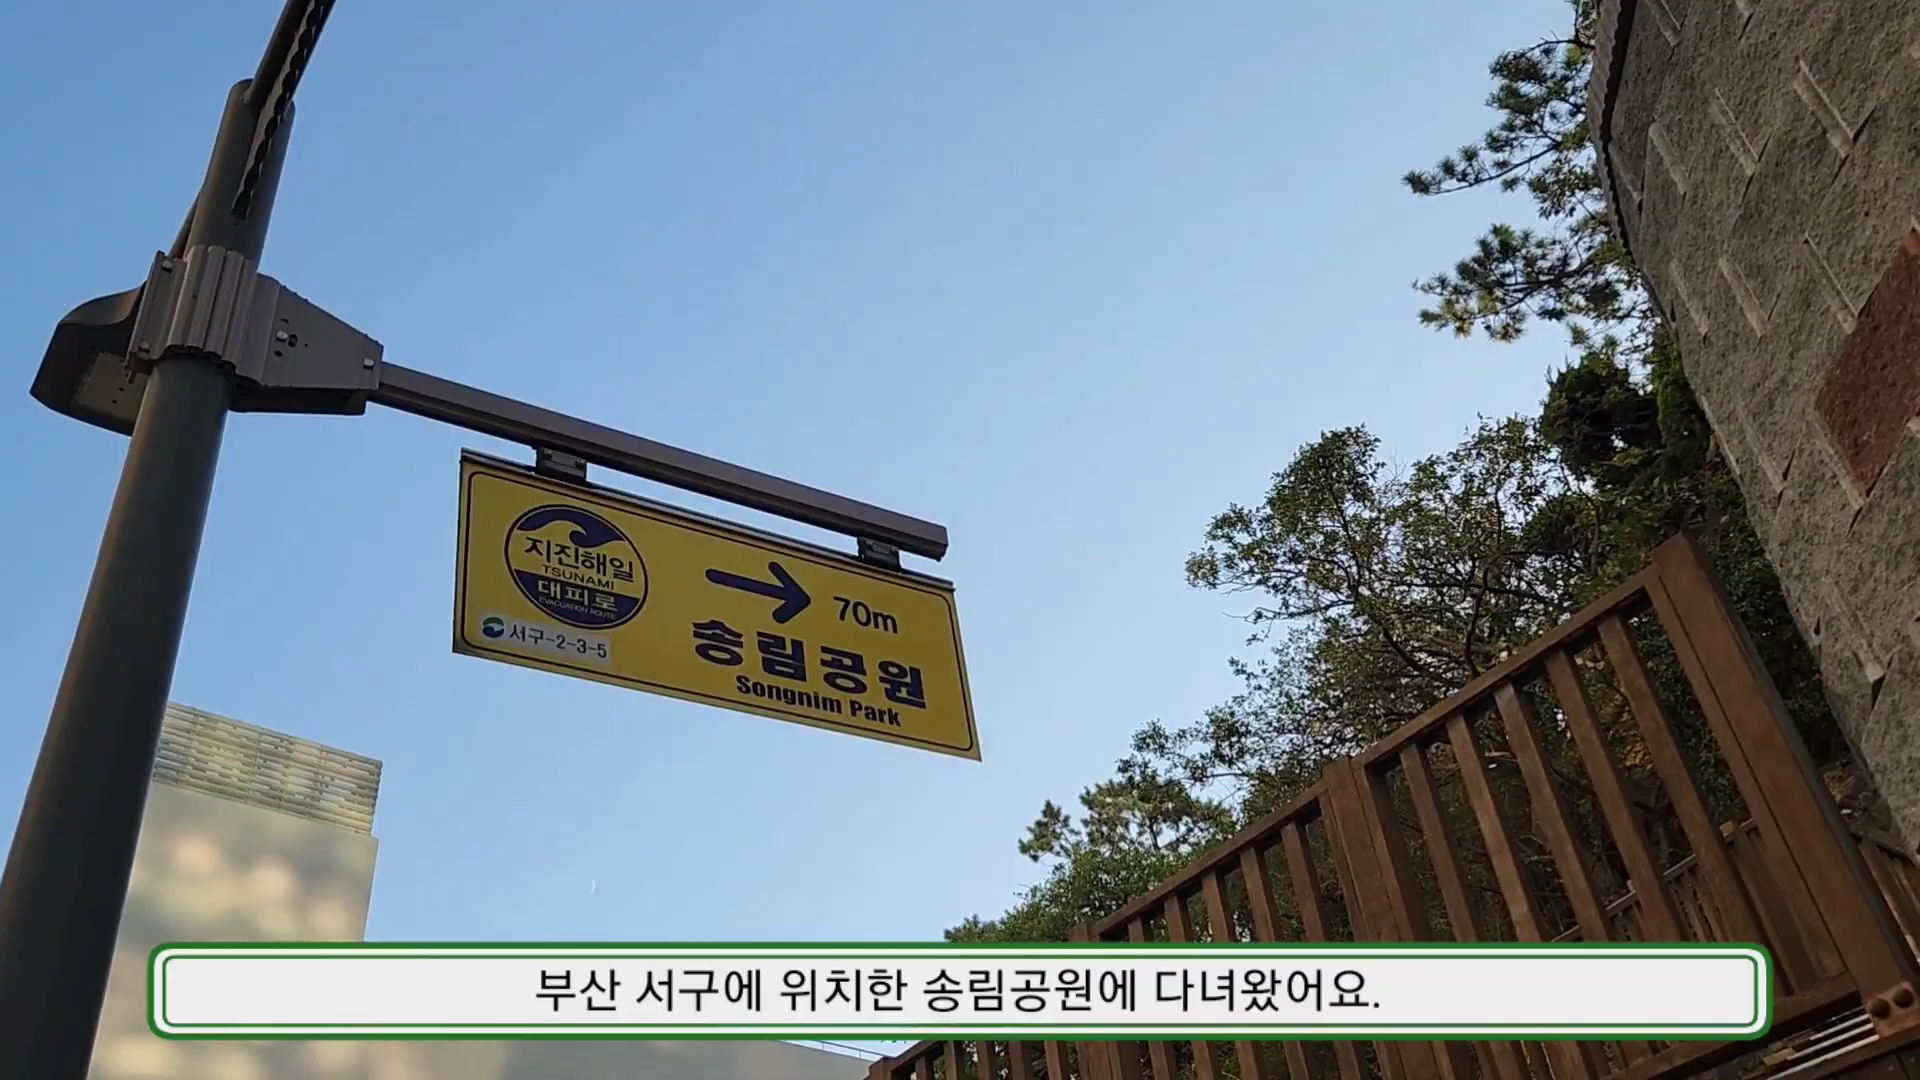 지진해일
TSUNAMI
대피로
EVACUATION ROUTE
서구-2-3-5
70m
송림공원
Songnim Park
부산 서구에 위치한 송림공원에 다녀왔어요.